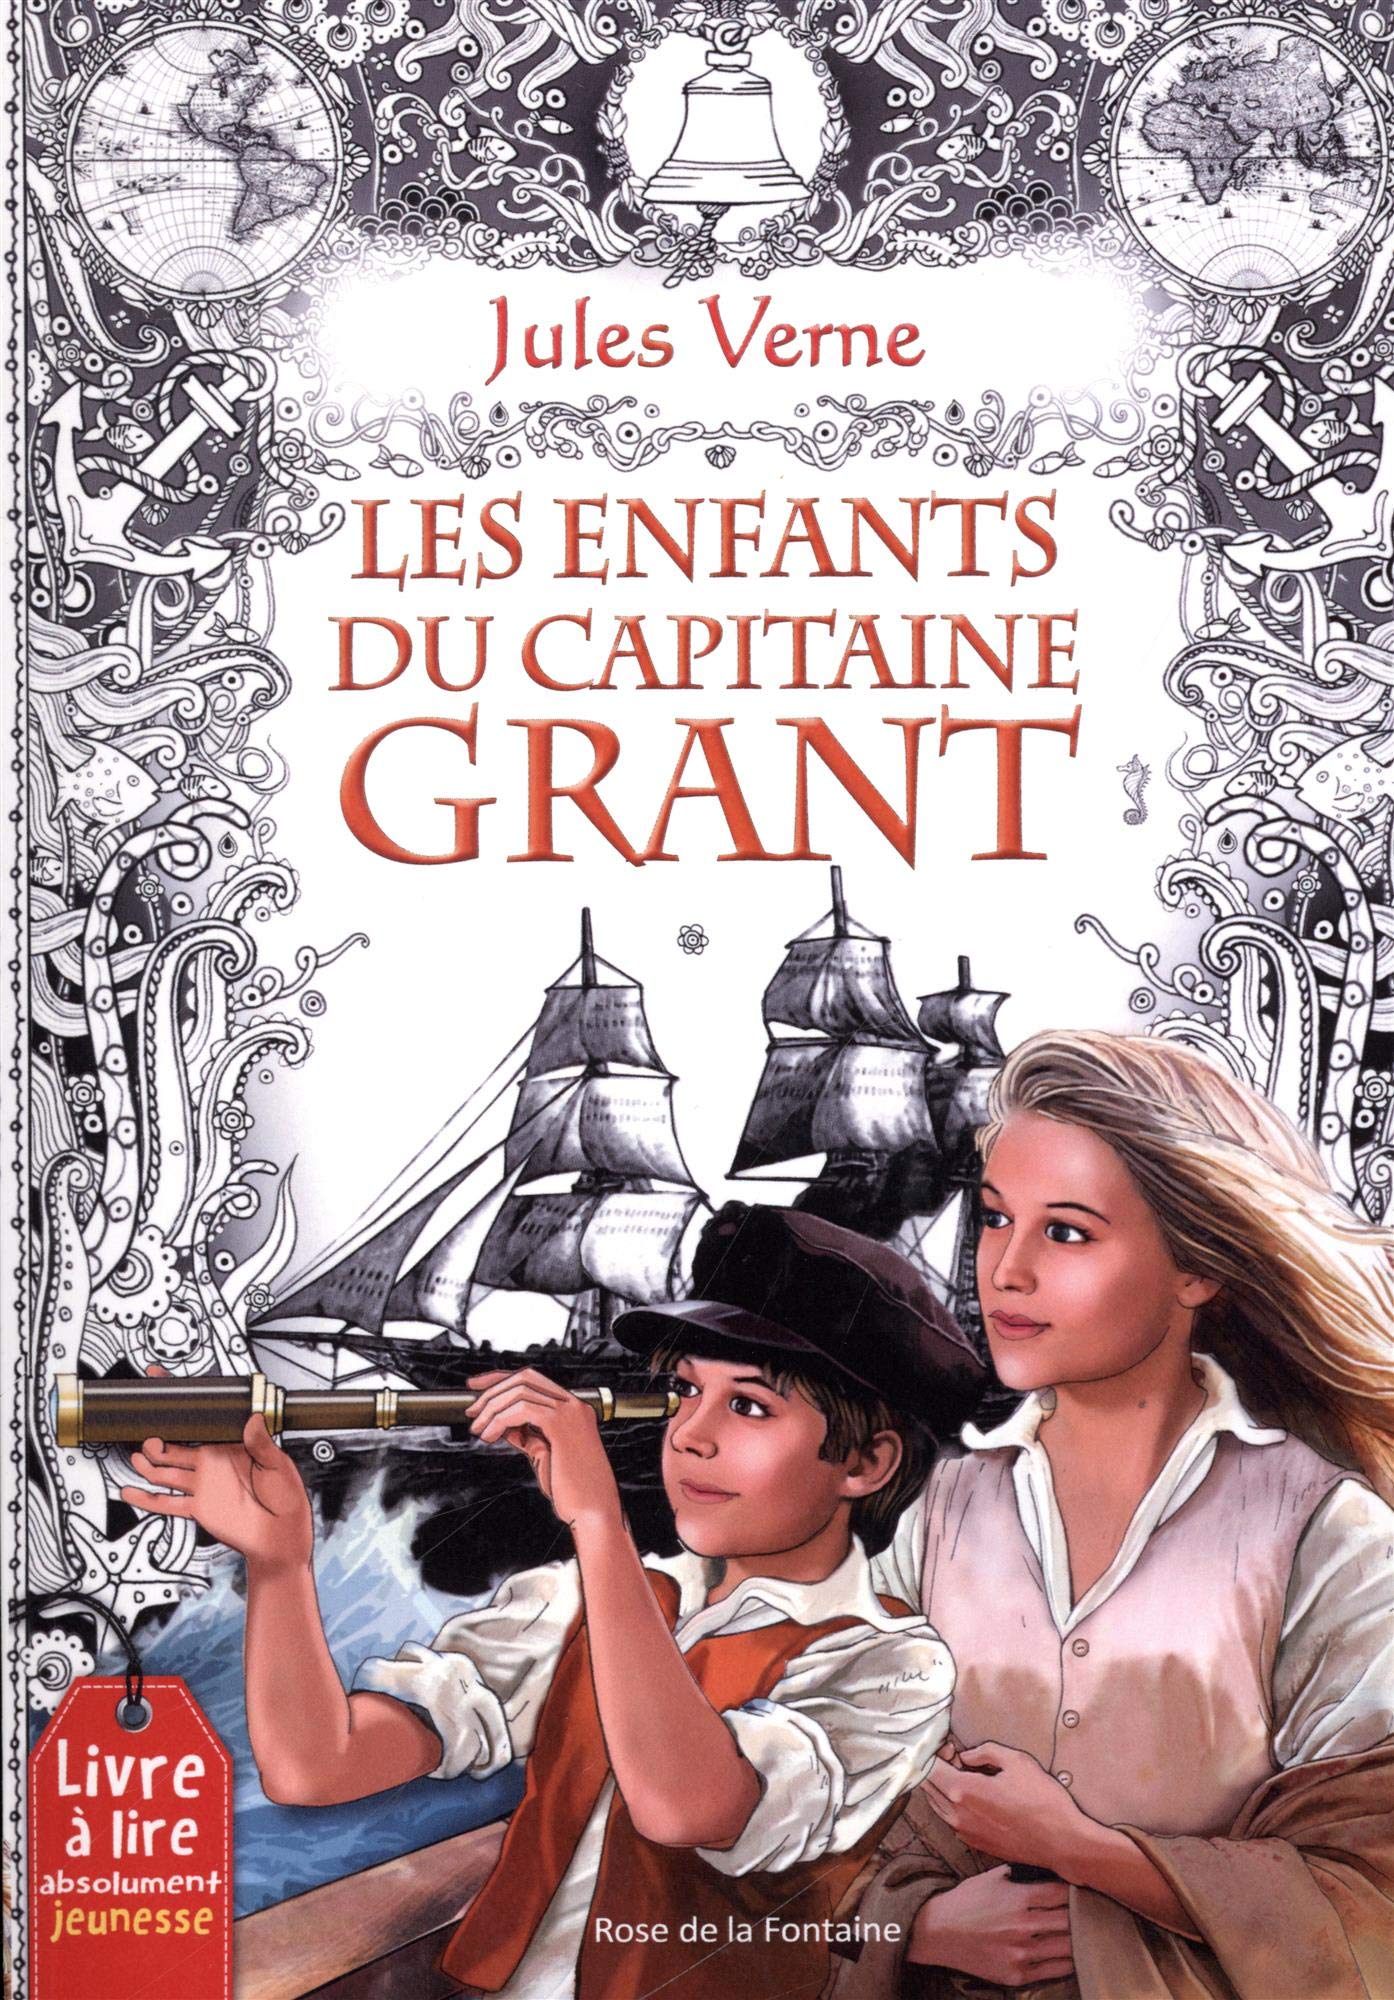 Jules Verne
LES ENFANTS
DU CAPITAINE
GRANT
Livre
à lire
absolument
jeunesse
Rose de la Fontaine